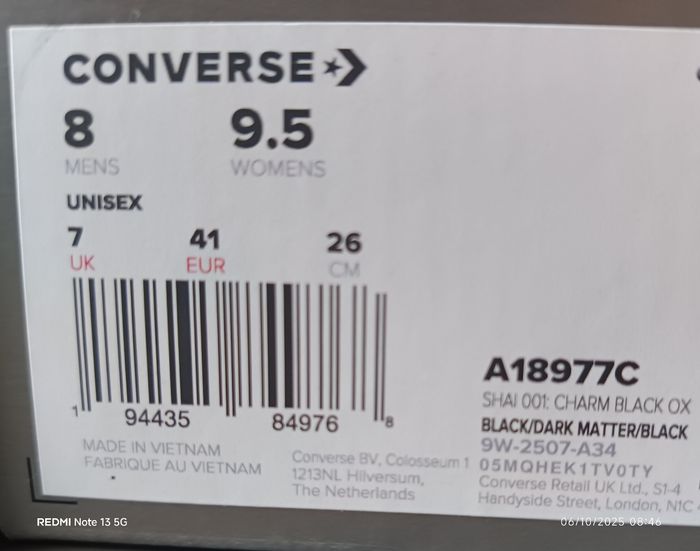 CONVERSE
8 9.5
MENS WOMENS
UNISEX
7 41 26
UK EUR CM
1 94435 84976 8
A18977C
SHAI 001: CHARM BLACK OX
BLACK/DARK MATTER/BLACK
9W-2507-A34
05MQHEK1TV0TY
Converse Retail UK Ltd., S1-4
Handyside Street, London, N1C
MADE IN VIETNAM
FABRIQUE AU VIETNAM
Converse BV, Colosseum 1
1213NL Hilversum,
The Netherlands
REDMI Note 13 5G
06/10/2025 08:46